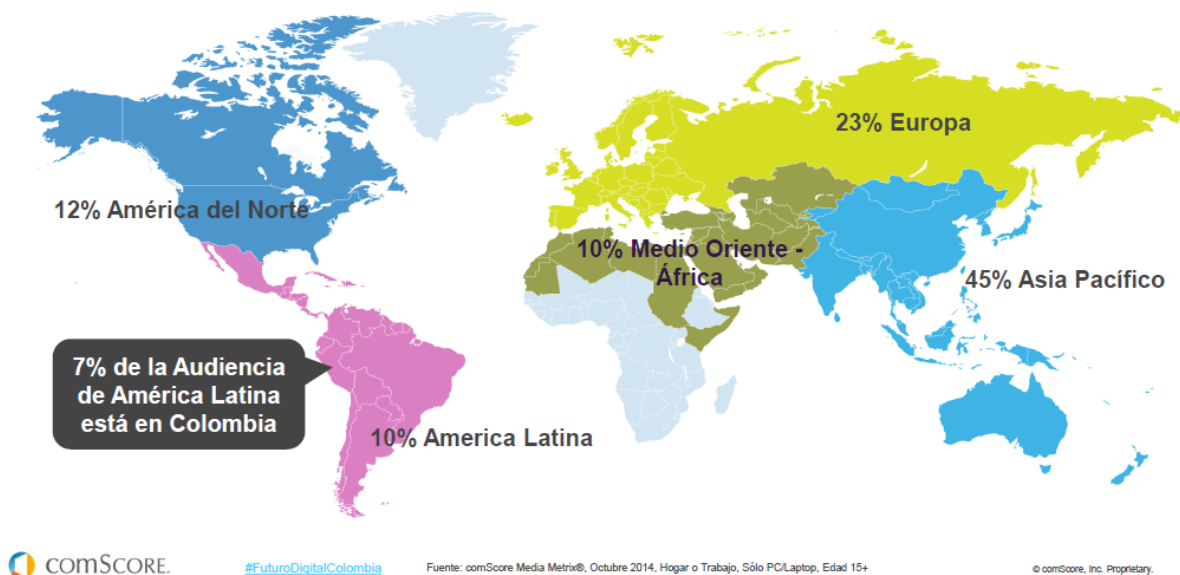 23% Europa
12% América del Norte
10% Medio Oriente -
África
45% Asia Pacífico
7% de la Audiencia
de América Latina
está en Colombia
10% America Latina
comScore.
#FuturoDigitalColombia
Fuente: comScore Media Metrix®, Octubre 2014, Hogar o Trabajo, Sólo PC/Laptop, Edad 15+
© comScore, Inc. Proprietary.